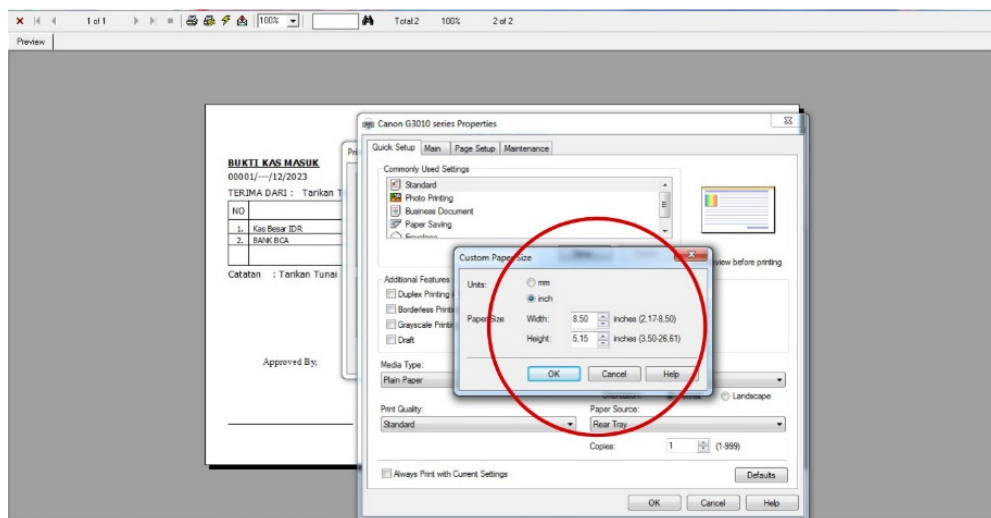 1 of 1 100% Total:2 100% 2 of 2
Preview
Canon G3010 series Properties
Quick Setup Main Page Setup Maintenance
Commonly Used Settings
Standard
Photo Printing
Business Document
Paper Saving
Envelope
view before printing
Additional Features
Duplex Printing
Borderless Printi
Grayscale Printin
Draft
Media Type:
Plain Paper
Landscape
Print Quality:
Paper Source:
Standard
Rear Tray
Copies: 1 (1-999)
Always Print with Current Settings
Defaults
OK Cancel Help
Custom Paper Size
Units: mm
inch
Paper Size Width: 8.50 inches (2.17-8.50)
Height: 5.15 inches (3.50-26.61)
OK Cancel Help
BUKTI KAS MASUK
00001/---/12/2023
TERIMA DARI : Tarikan T
NO
1. Kas Besar IDR
2. BANK BCA
Catatan : Tarikan Tunai
Approved By,